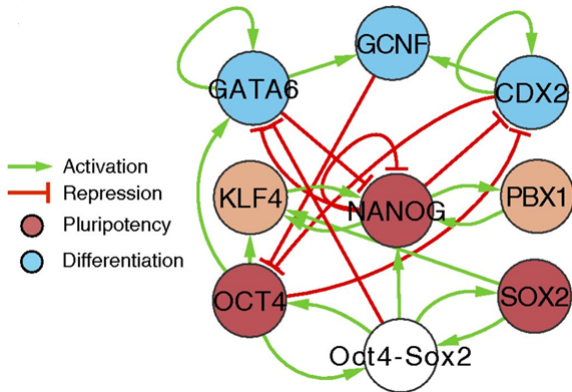 GCNF
GATA6
CDX2
Activation
Repression
Pluripotency
Differentiation
KLF4
NANOG
PBX1
OCT4
SOX2
Oct4-Sox2